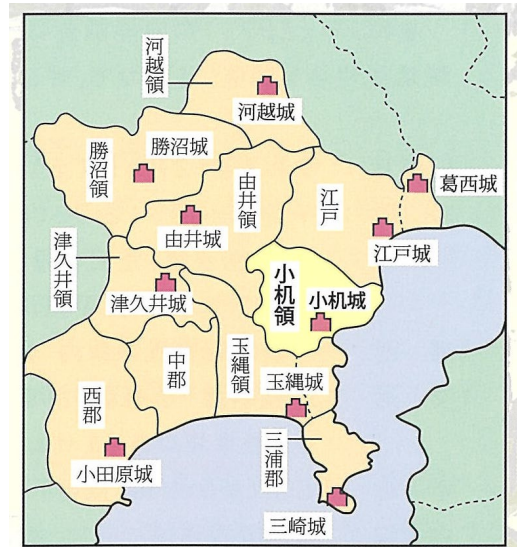 河越領
河越城
勝沼城
勝沼領
由井領
江戸
葛西城
由井城
江戸城
津久井領
小机領
津久井城
小机城
中郡
玉縄領
玉縄城
西郡
三浦郡
小田原城
三崎城